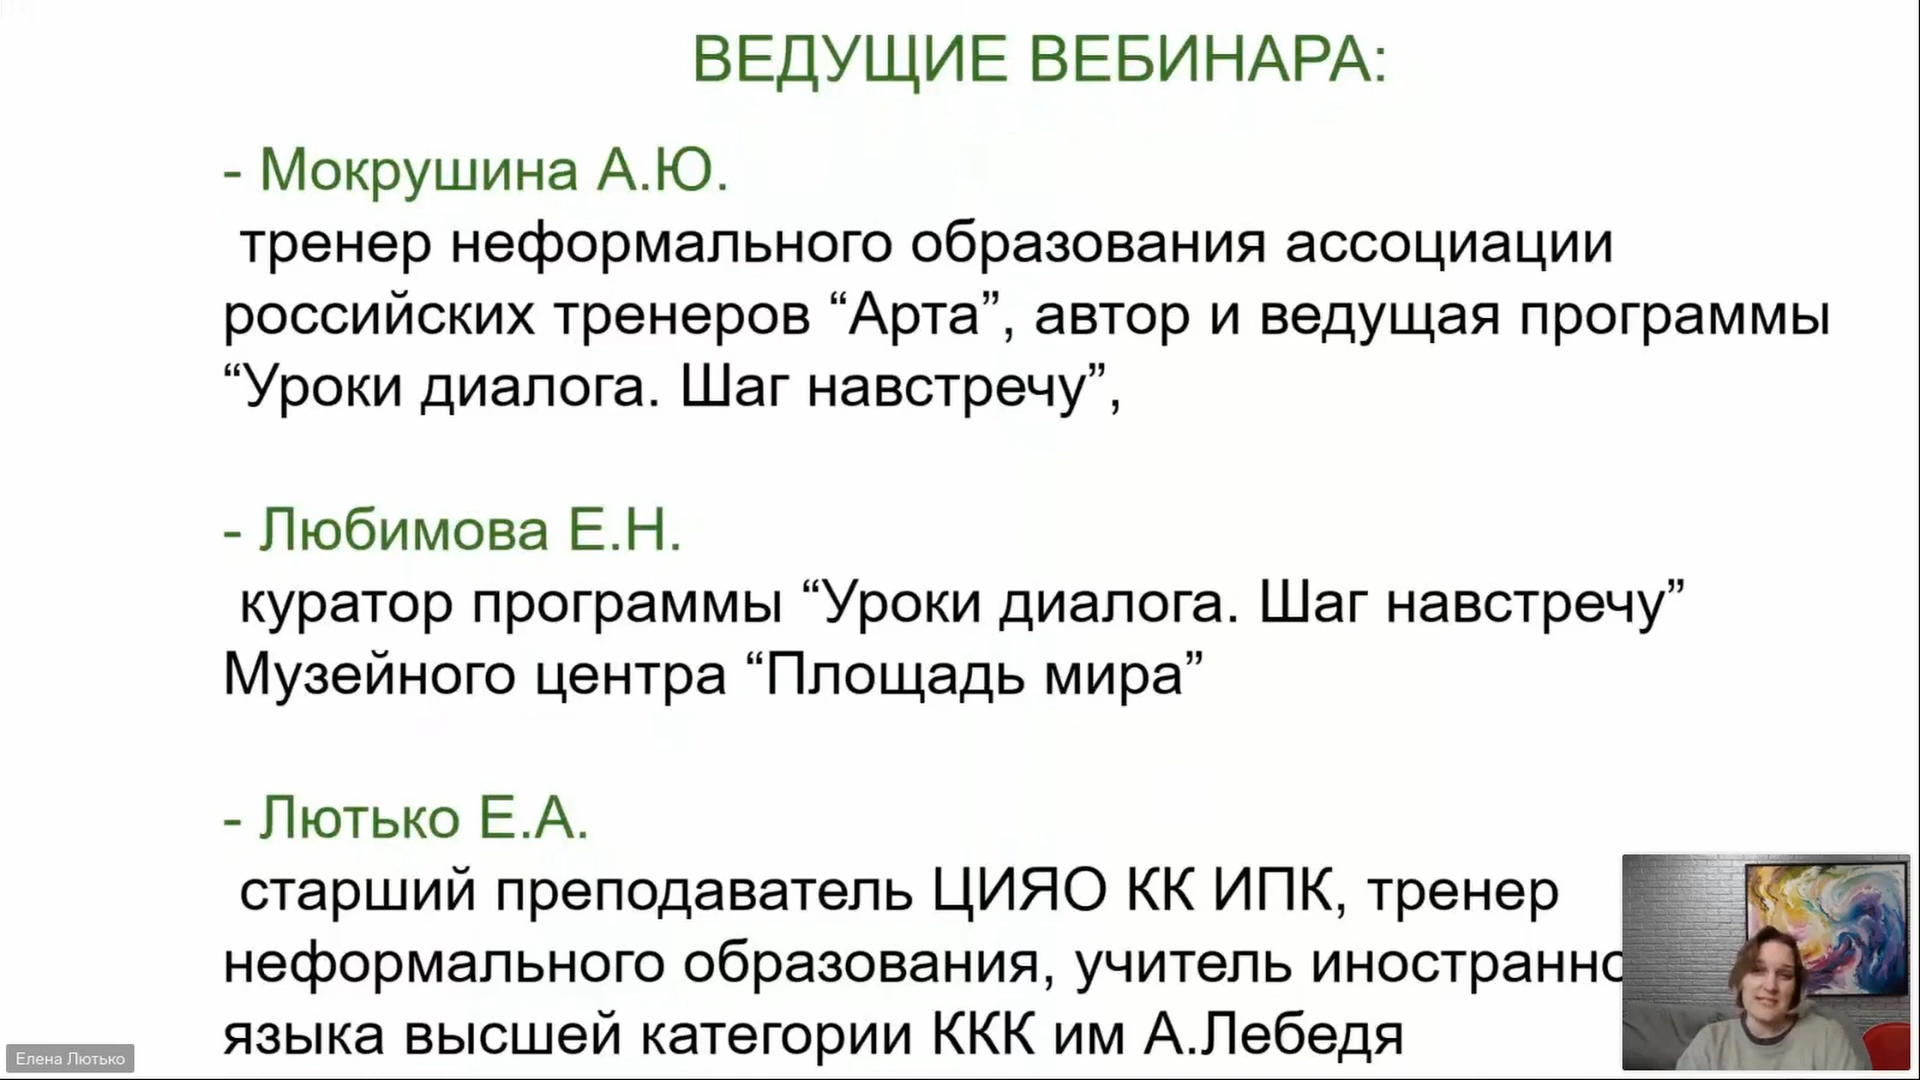 ВЕДУЩИЕ ВЕБИНАРА:
- Мокрушина А.Ю.
тренер неформального образования ассоциации
российских тренеров “Арта”, автор и ведущая программы
“Уроки диалога. Шаг навстречу”,
- Любимова Е.Н.
куратор программы “Уроки диалога. Шаг навстречу”
Музейного центра “Площадь мира”
- Лютько Е.А.
старший преподаватель ЦИЯО КК ИПК, тренер
неформального образования, учитель
языка высшей категории ККК им А.Лебедя
Елена Лютько